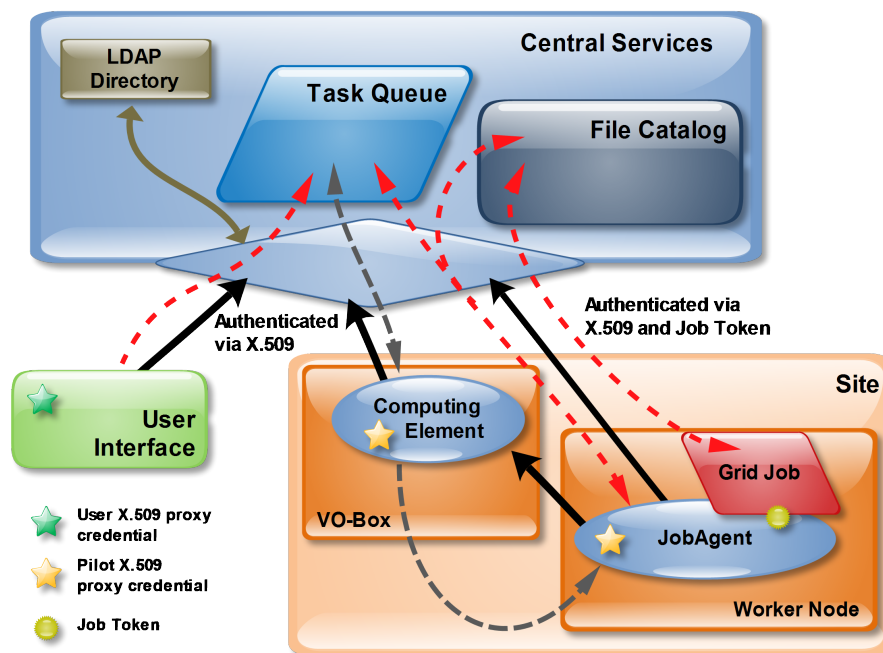 Central Services
LDAP
Directory
Task Queue
File Catalog
Authenticated
via X.509
Authenticated via
X.509 and Job Token
User
Interface
Site
Computing
Element
VO-Box
Grid Job
JobAgent
Worker Node
User X.509 proxy
credential
Pilot X.509
proxy credential
Job Token